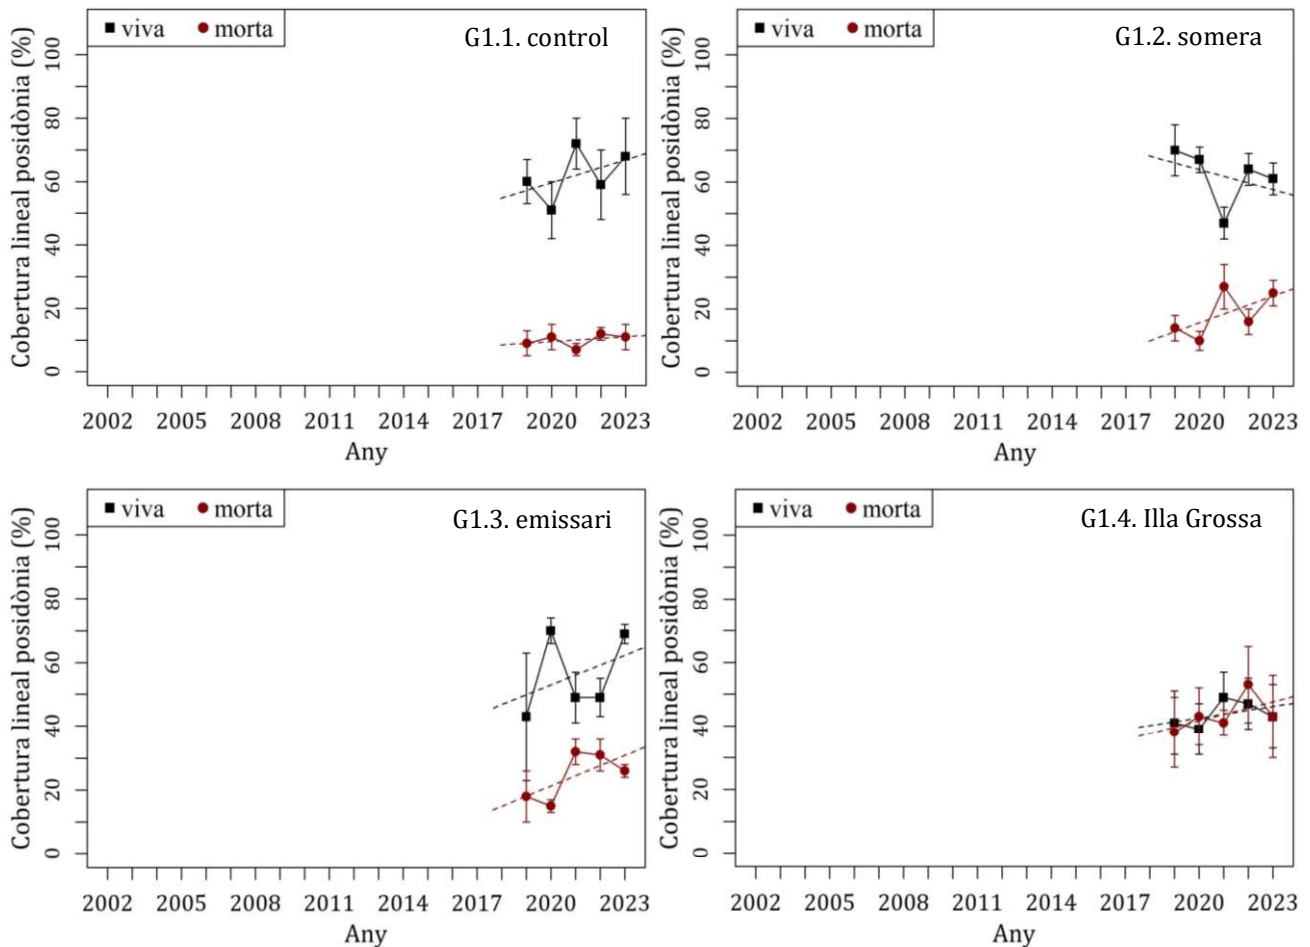 viva morta
G1.1. control
Cobertura lineal posidònia (%)
0 20 40 60 80 100
2002 2005 2008 2011 2014 2017 2020 2023
Any
viva morta
G1.2. somera
Cobertura lineal posidònia (%)
0 20 40 60 80 100
2002 2005 2008 2011 2014 2017 2020 2023
Any
viva morta
G1.3. emissari
Cobertura lineal posidònia (%)
0 20 40 60 80 100
2002 2005 2008 2011 2014 2017 2020 2023
Any
viva morta
G1.4. Illa Grossa
Cobertura lineal posidònia (%)
0 20 40 60 80 100
2002 2005 2008 2011 2014 2017 2020 2023
Any